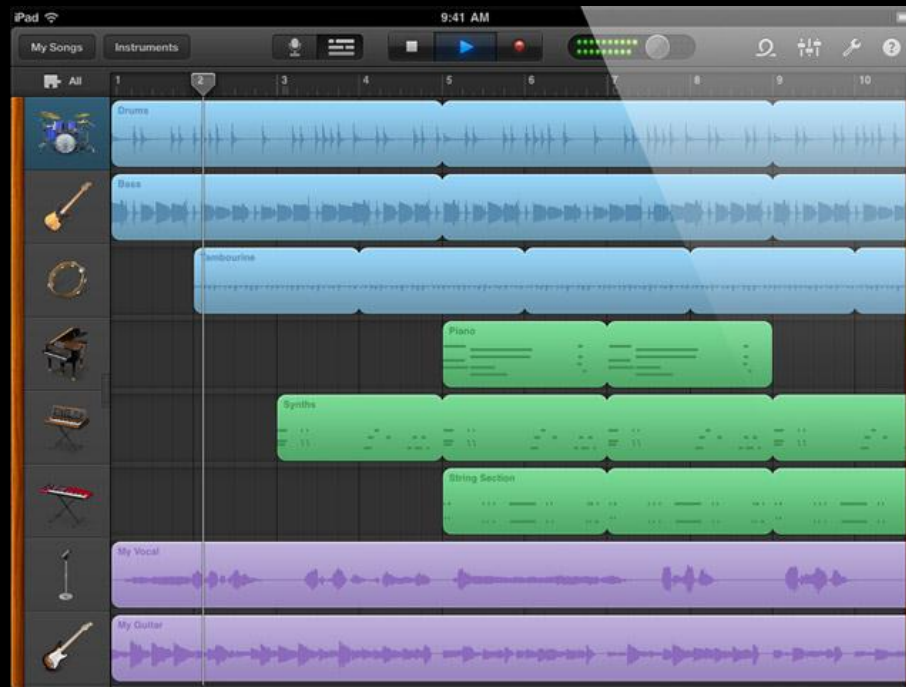 iPad 9:41 AM
My Songs Instruments ?
All 1 2 3 4 5 6 7 8 9 10
Drums
Bass
Tambourine
Piano
Synths
String Section
My Vocal
My Guitar